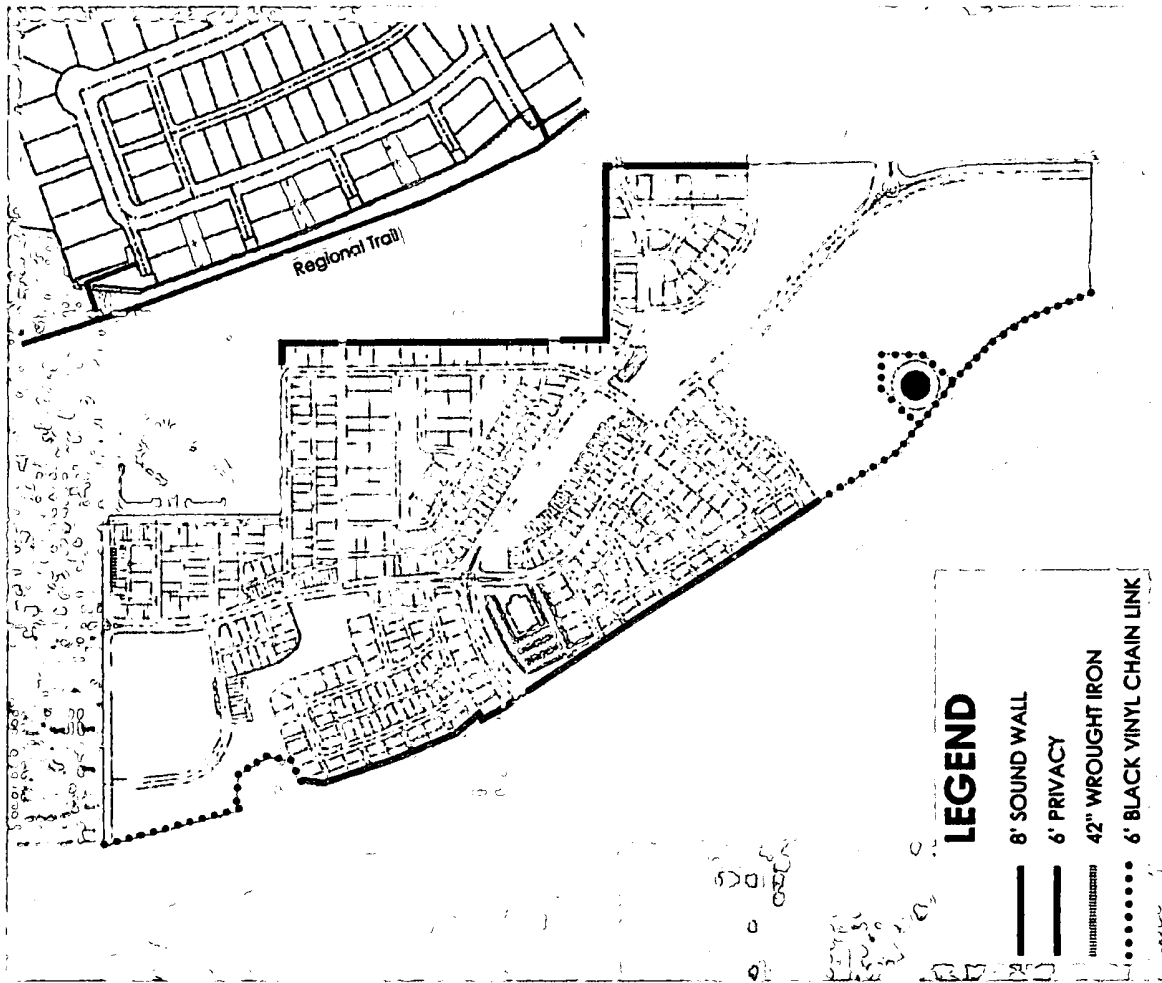 Regional Trail
LEGEND
8' SOUND WALL
6' PRIVACY
42" WROUGHT IRON
6' BLACK VINYL CHAIN LINK